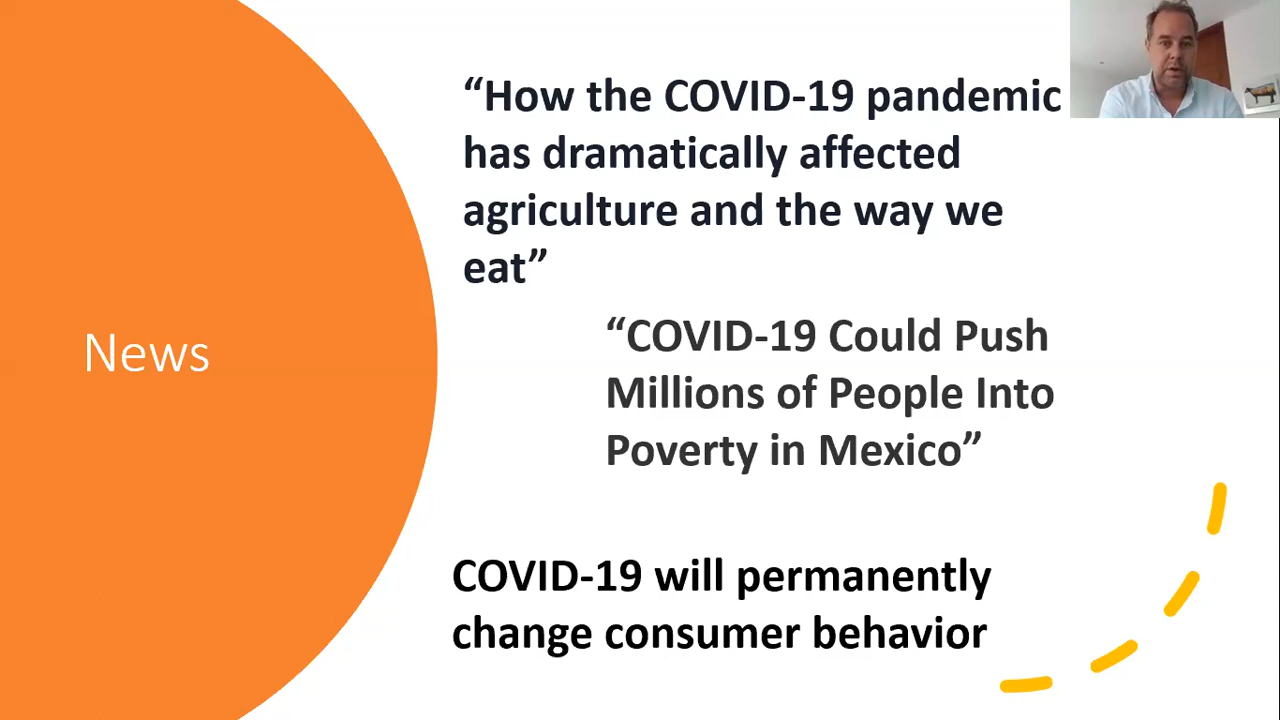 “How the COVID-19 pandemic
has dramatically affected
agriculture and the way we
eat”
News
“COVID-19 Could Push
Millions of People Into
Poverty in Mexico”
COVID-19 will permanently
change consumer behavior